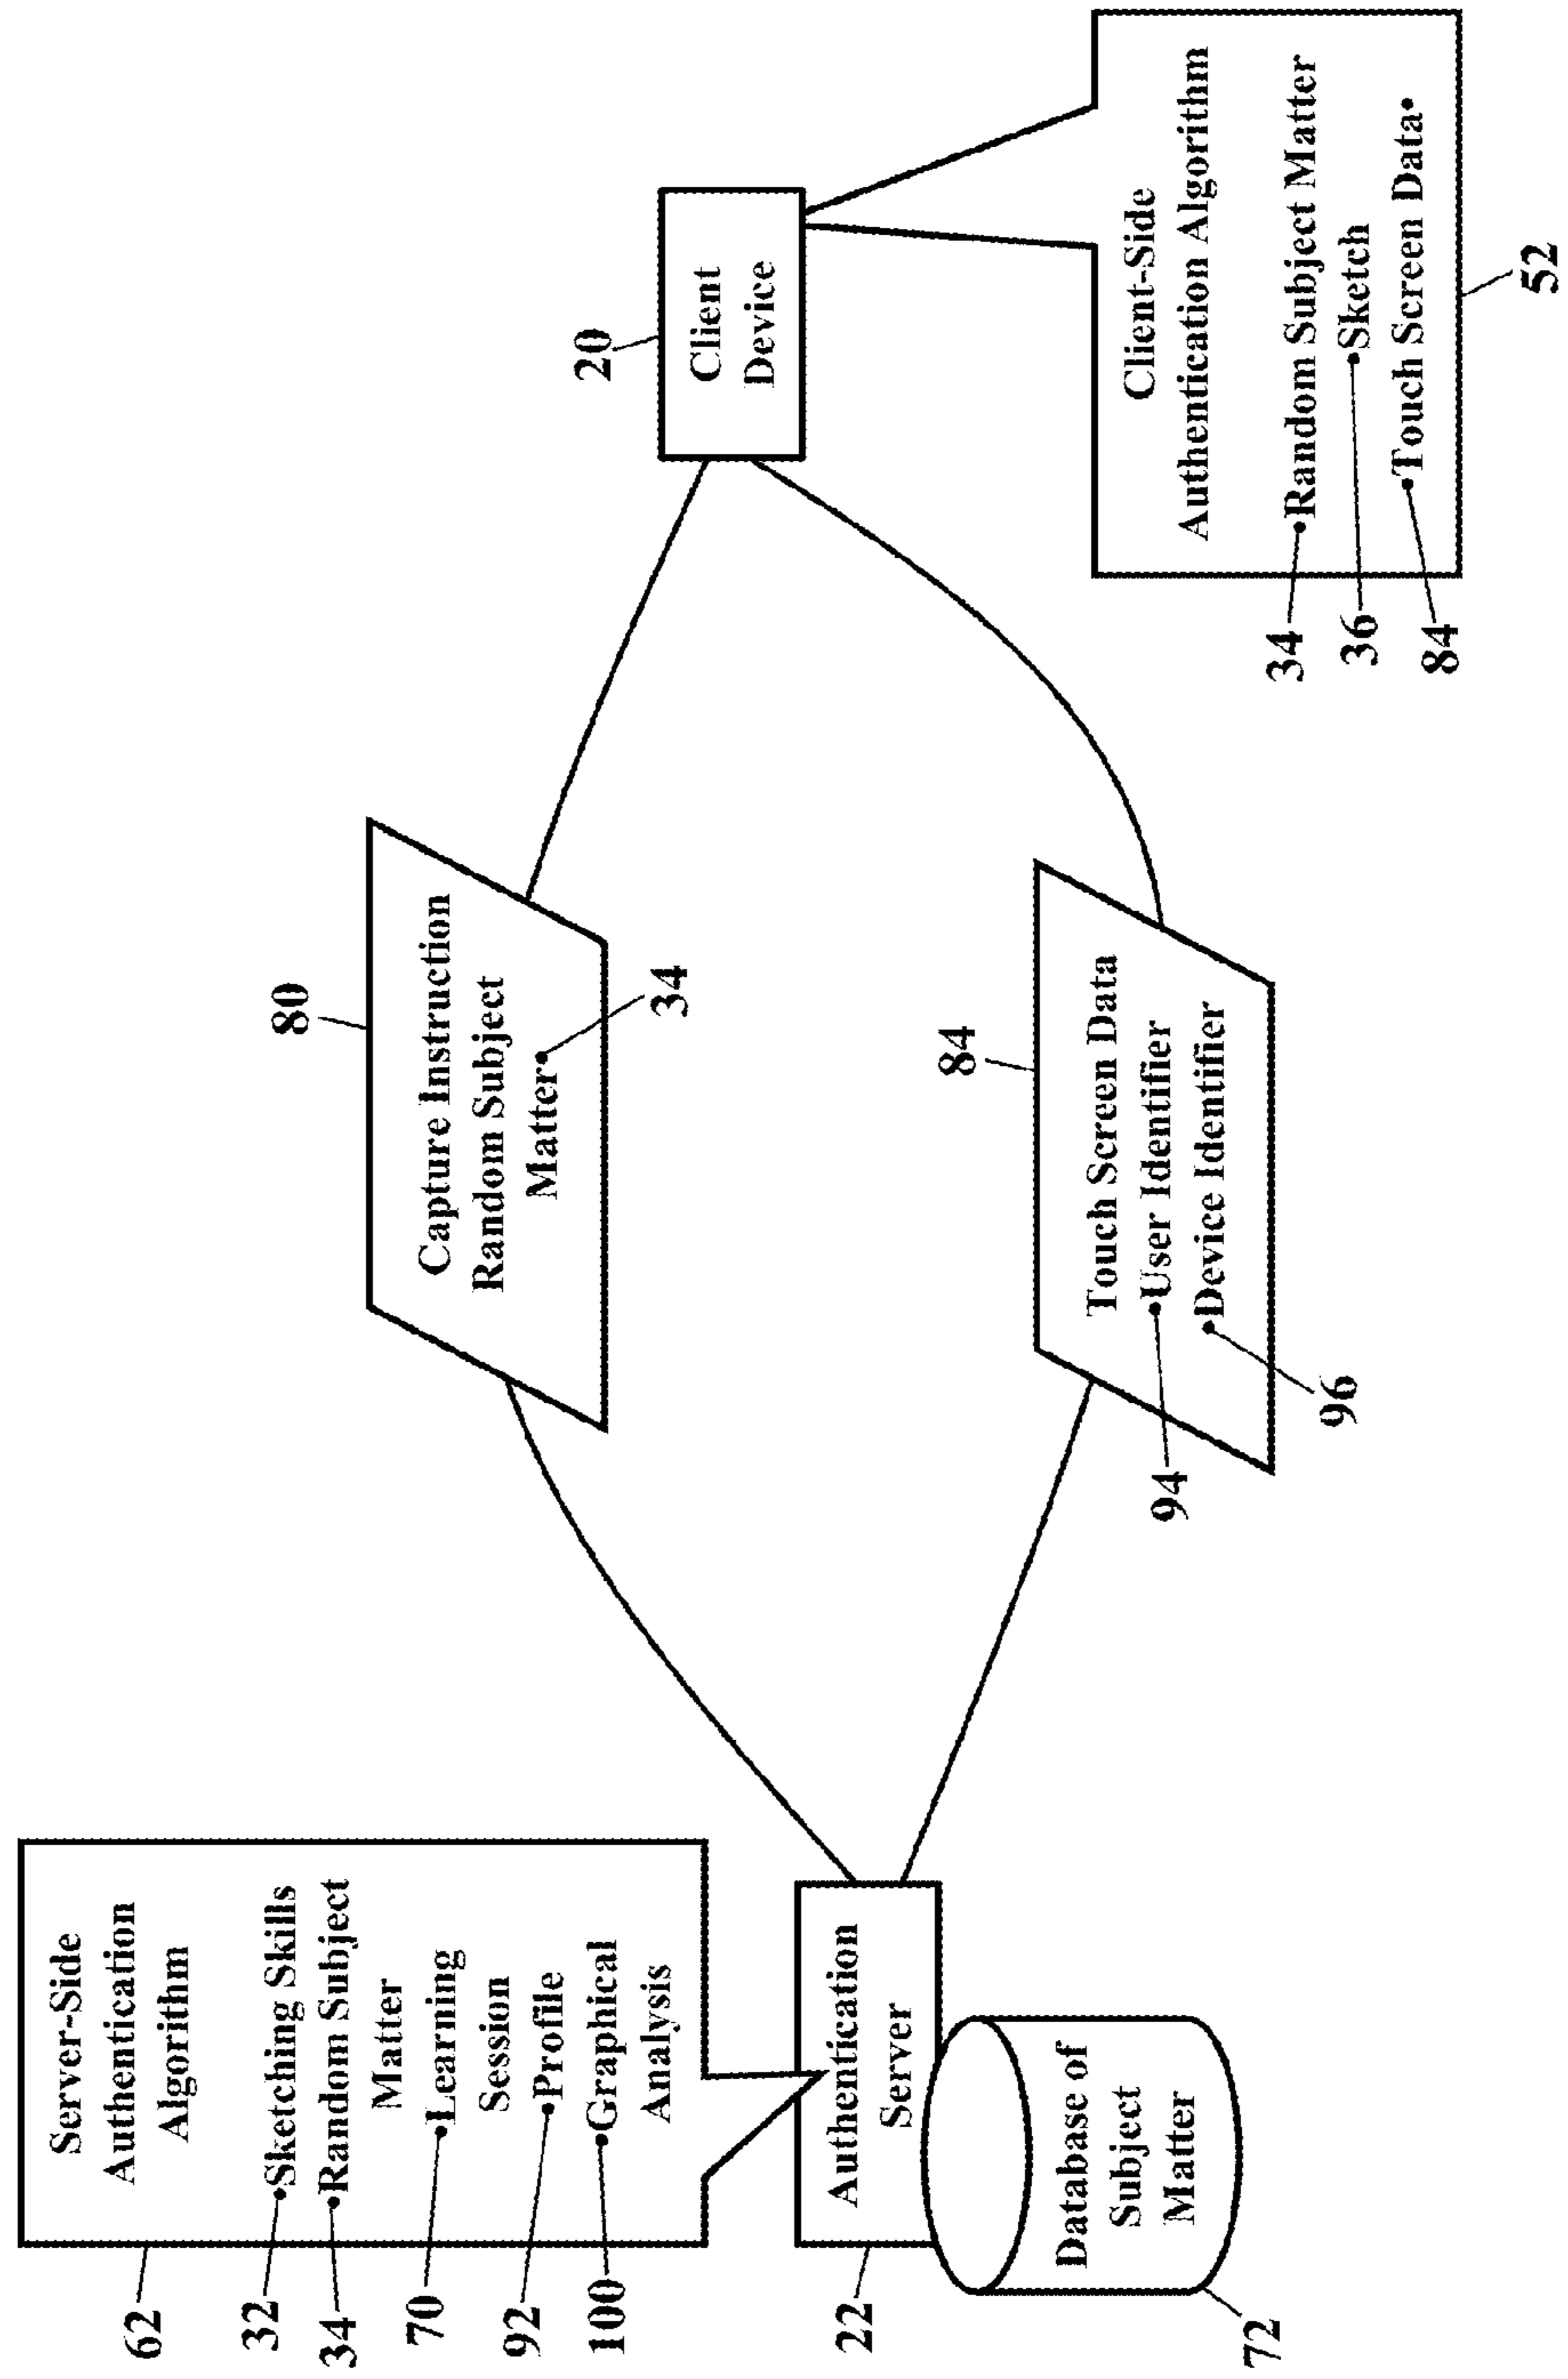 62
Server-Side
Authentication
Algorithm
32
•Sketching Skills
34
•Random Subject
Matter
70
•Learning
Session
92
•Profile
100
•Graphical
Analysis
22
Authentication
Server
Database of
Subject
Matter
72
80
Capture Instruction
Random Subject
Matter•
34
84
Touch Screen Data
•User Identifier
•Device Identifier
94
96
20
Client
Device
Client-Side
Authentication Algorithm
34
•Random Subject Matter
36
•Sketch
84
•Touch Screen Data•
52